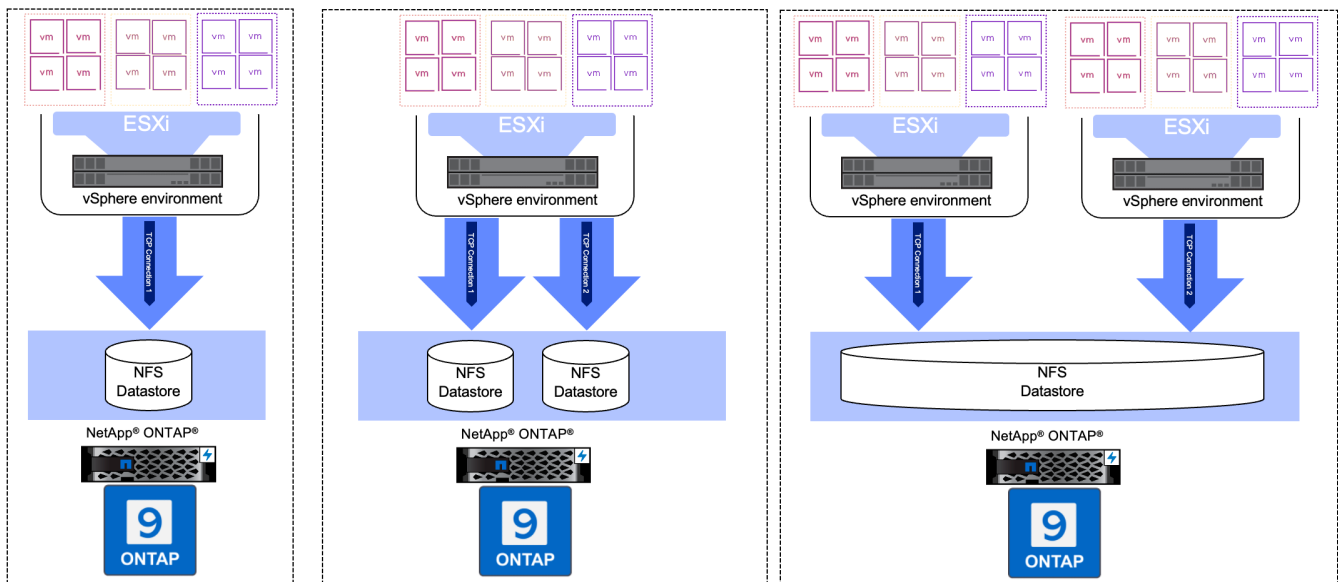 vm vm vm vm vm vm
vm vm vm vm vm vm
ESXi
vSphere environment
TCP Connection 1
NFS
Datastore
NetApp® ONTAP®
9
ONTAP
vm vm vm vm vm vm
vm vm vm vm vm vm
ESXi
vSphere environment
TCP Connection 1
TCP Connection 2
NFS
Datastore
NFS
Datastore
NetApp® ONTAP®
9
ONTAP
vm vm vm vm vm vm
vm vm vm vm vm vm
ESXi
vSphere environment
TCP Connection 1
vm vm vm vm vm vm
vm vm vm vm vm vm
ESXi
vSphere environment
TCP Connection 2
NFS
Datastore
NetApp® ONTAP®
9
ONTAP